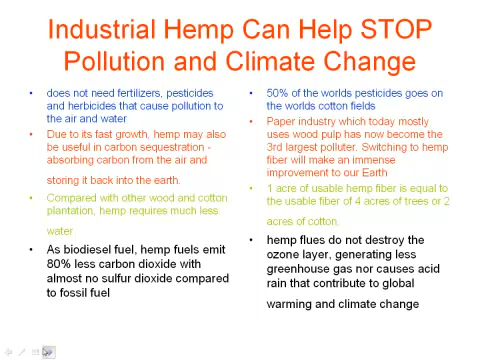 Industrial Hemp Can Help STOP
Pollution and Climate Change
• does not need fertilizers, pesticides
and herbicides that cause pollution to
the air and water
• Due to its fast growth, hemp may also
be useful in carbon sequestration -
absorbing carbon from the air and
storing it back into the earth.
• Compared with other wood and cotton
plantation, hemp requires much less
water
• As biodiesel fuel, hemp fuels emit
80% less carbon dioxide with
almost no sulfur dioxide compared
to fossil fuel
• 50% of the worlds pesticides goes on
the worlds cotton fields
• Paper industry which today mostly
uses wood pulp has now become the
3rd largest polluter. Switching to hemp
fiber will make an immense
improvement to our Earth
• 1 acre of usable hemp fiber is equal to
the usable fiber of 4 acres of trees or 2
acres of cotton.
• hemp flues do not destroy the
ozone layer, generating less
greenhouse gas nor causes acid
rain that contribute to global
warming and climate change